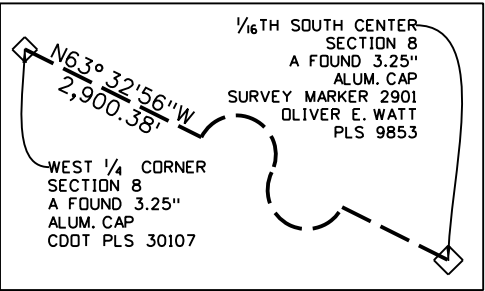 1/16TH SOUTH CENTER
SECTION 8
A FOUND 3.25"
ALUM. CAP
SURVEY MARKER 2901
OLIVER E. WATT
PLS 9853
N63° 32'56"W
2,900.38'
WEST 1/4 CORNER
SECTION 8
A FOUND 3.25"
ALUM. CAP
CDOT PLS 30107